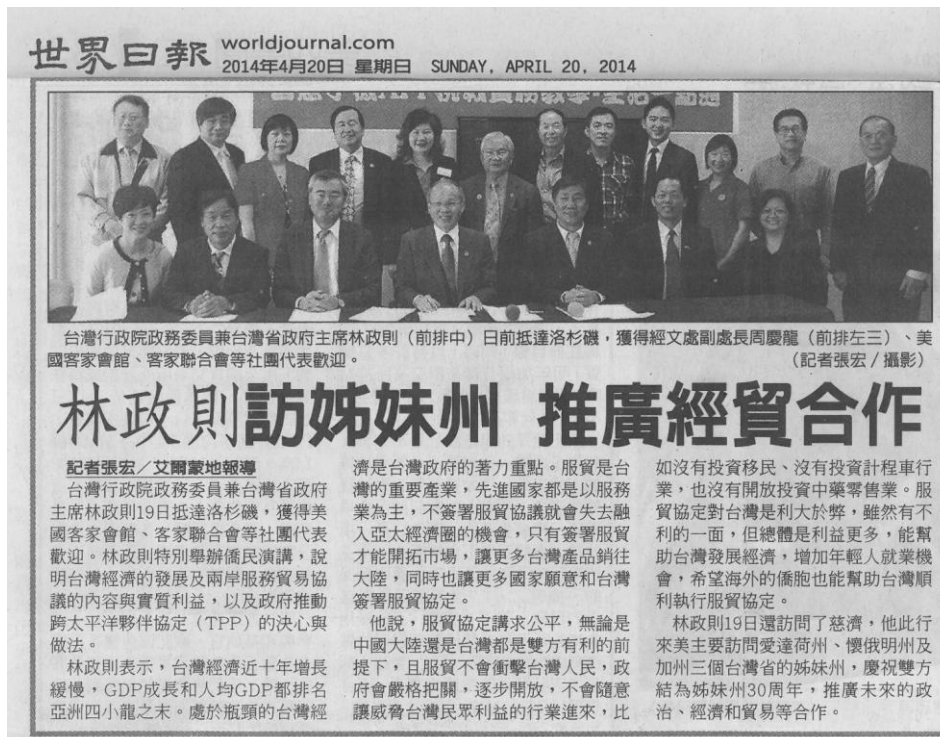 世界日報
worldjournal.com
2014年4月20日 星期日 SUNDAY, APRIL 20, 2014
台灣行政院政務委員兼台灣省政府主席林政則（前排中）日前抵達洛杉磯，獲得經文處副處長周慶龍（前排左三）、美
國客家會館、客家聯合會等社團代表歡迎。
（記者張宏／攝影）
林政則訪姊妹州 推廣經貿合作
記者張宏／艾爾蒙地報導
台灣行政院政務委員兼台灣省政府
主席林政則19日抵達洛杉磯，獲得美
國客家會館、客家聯合會等社團代表
歡迎。林政則特別舉辦僑民演講，說
明台灣經濟的發展及兩岸服務貿易協
議的內容與實質利益，以及政府推動
跨太平洋夥伴協定（TPP）的決心與
做法。
林政則表示，台灣經濟近十年增長
緩慢，GDP成長和人均GDP都排名
亞洲四小龍之末。處於瓶頸的台灣經
濟是台灣政府的著力重點。服貿是台
灣的重要產業，先進國家都是以服務
業為主，不簽署服貿協議就會失去融
入亞太經濟圈的機會，只有簽署服貿
才能開拓市場，讓更多台灣產品銷往
大陸，同時也讓更多國家願意和台灣
簽署服貿協定。
他說，服貿協定講求公平，無論是
中國大陸還是台灣都是雙方有利的前
提下，且服貿不會衝擊台灣人民，政
府會嚴格把關，逐步開放，不會隨意
讓威脅台灣民眾利益的行業進來，比
如沒有投資移民、沒有投資計程車行
業，也沒有開放投資中藥零售業。服
貿協定對台灣是利大於弊，雖然有不
利的一面，但總體是利益更多，能幫
助台灣發展經濟，增加年輕人就業機
會，希望海外的僑胞也能幫助台灣順
利執行服貿協定。
林政則19日還訪問了慈濟，他此行
來美主要訪問愛達荷州、懷俄明州及
加州三個台灣省的姊妹州，慶祝雙方
結為姊妹州30周年，推廣未來的政
治、經濟和貿易等合作。